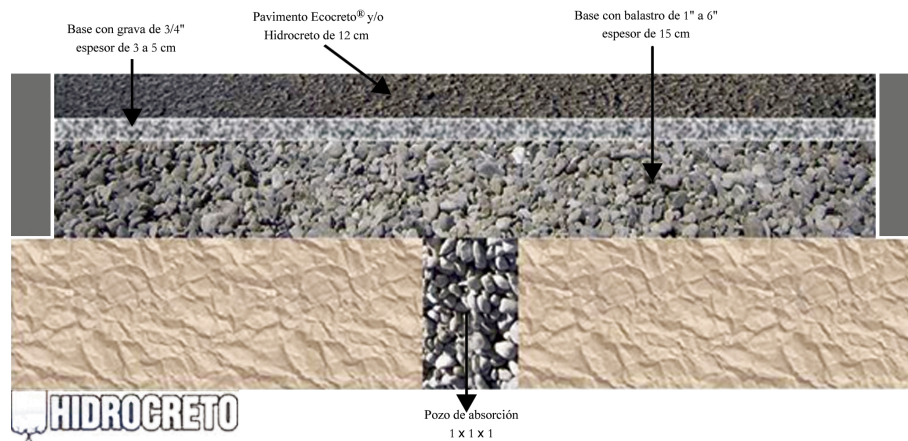 Base con grava de 3/4"
espesor de 3 a 5 cm
Pavimento Ecocreto® y/o
Hidrocreto de 12 cm
Base con balastro de 1" a 6"
espesor de 15 cm
Pozo de absorción
1 x 1 x 1
HIDROCRETO